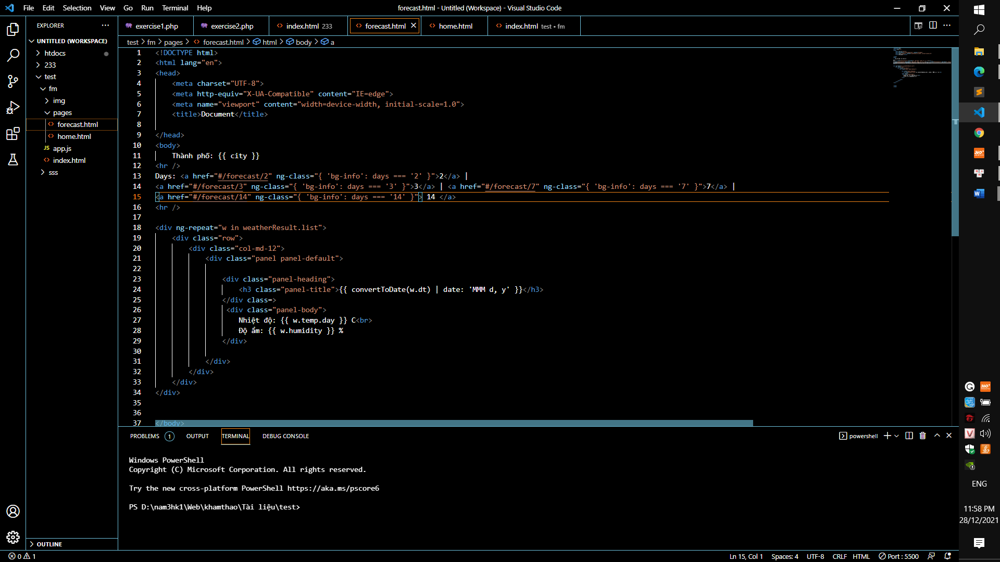 File Edit Selection View Go Run Terminal Help
forecast.html - Untitled (Workspace) - Visual Studio Code
EXPLORER
exercise1.php
exercise2.php
index.html 233
forecast.html
home.html
index.html test • fm
UNTITLED (WORKSPACE)
htdocs
233
test
fm
img
pages
forecast.html
home.html
JS app.js
index.html
sss
OUTLINE
test > fm > pages > forecast.html > html > body > a
1 <!DOCTYPE html>
2 <html lang="en">
3 <head>
4 <meta charset="UTF-8">
5 <meta http-equiv="X-UA-Compatible" content="IE=edge">
6 <meta name="viewport" content="width=device-width, initial-scale=1.0">
7 <title>Document</title>
8
9 </head>
10 <body>
11 Thành phố: {{ city }}
12 <hr />
13 Days: <a href="#/forecast/2" ng-class="{ 'bg-info': days === '2' }">2</a> |
14 <a href="#/forecast/3" ng-class="{ 'bg-info': days === '3' }">3</a> | <a href="#/forecast/7" ng-class="{ 'bg-info': days === '7' }">7</a> |
15 <a href="#/forecast/14" ng-class="{ 'bg-info': days === '14' }"> 14 </a>
16 <hr />
17
18 <div ng-repeat="w in weatherResult.list">
19 <div class="row">
20 <div class="col-md-12">
21 <div class="panel panel-default">
22
23 <div class="panel-heading">
24 <h3 class="panel-title">{{ convertToDate(w.dt) | date: 'MMM d, y' }}</h3>
25 </div class=>
26 <div class="panel-body">
27 Nhiệt độ: {{ w.temp.day }} C<br>
28 Độ ẩm: {{ w.humidity }} %
29 </div>
30
31 </div>
32 </div>
33 </div>
34 </div>
35
36
37 </body>
PROBLEMS 1 OUTPUT TERMINAL DEBUG CONSOLE
powershell
Windows PowerShell
Copyright (C) Microsoft Corporation. All rights reserved.
Try the new cross-platform PowerShell https://aka.ms/pscore6
PS D:\nam3hk1\Web\khamthao\Tài liệu\test>
0 1
Ln 15, Col 1 Spaces: 4 UTF-8 CRLF HTML Port : 5500
ENG
11:58 PM
28/12/2021